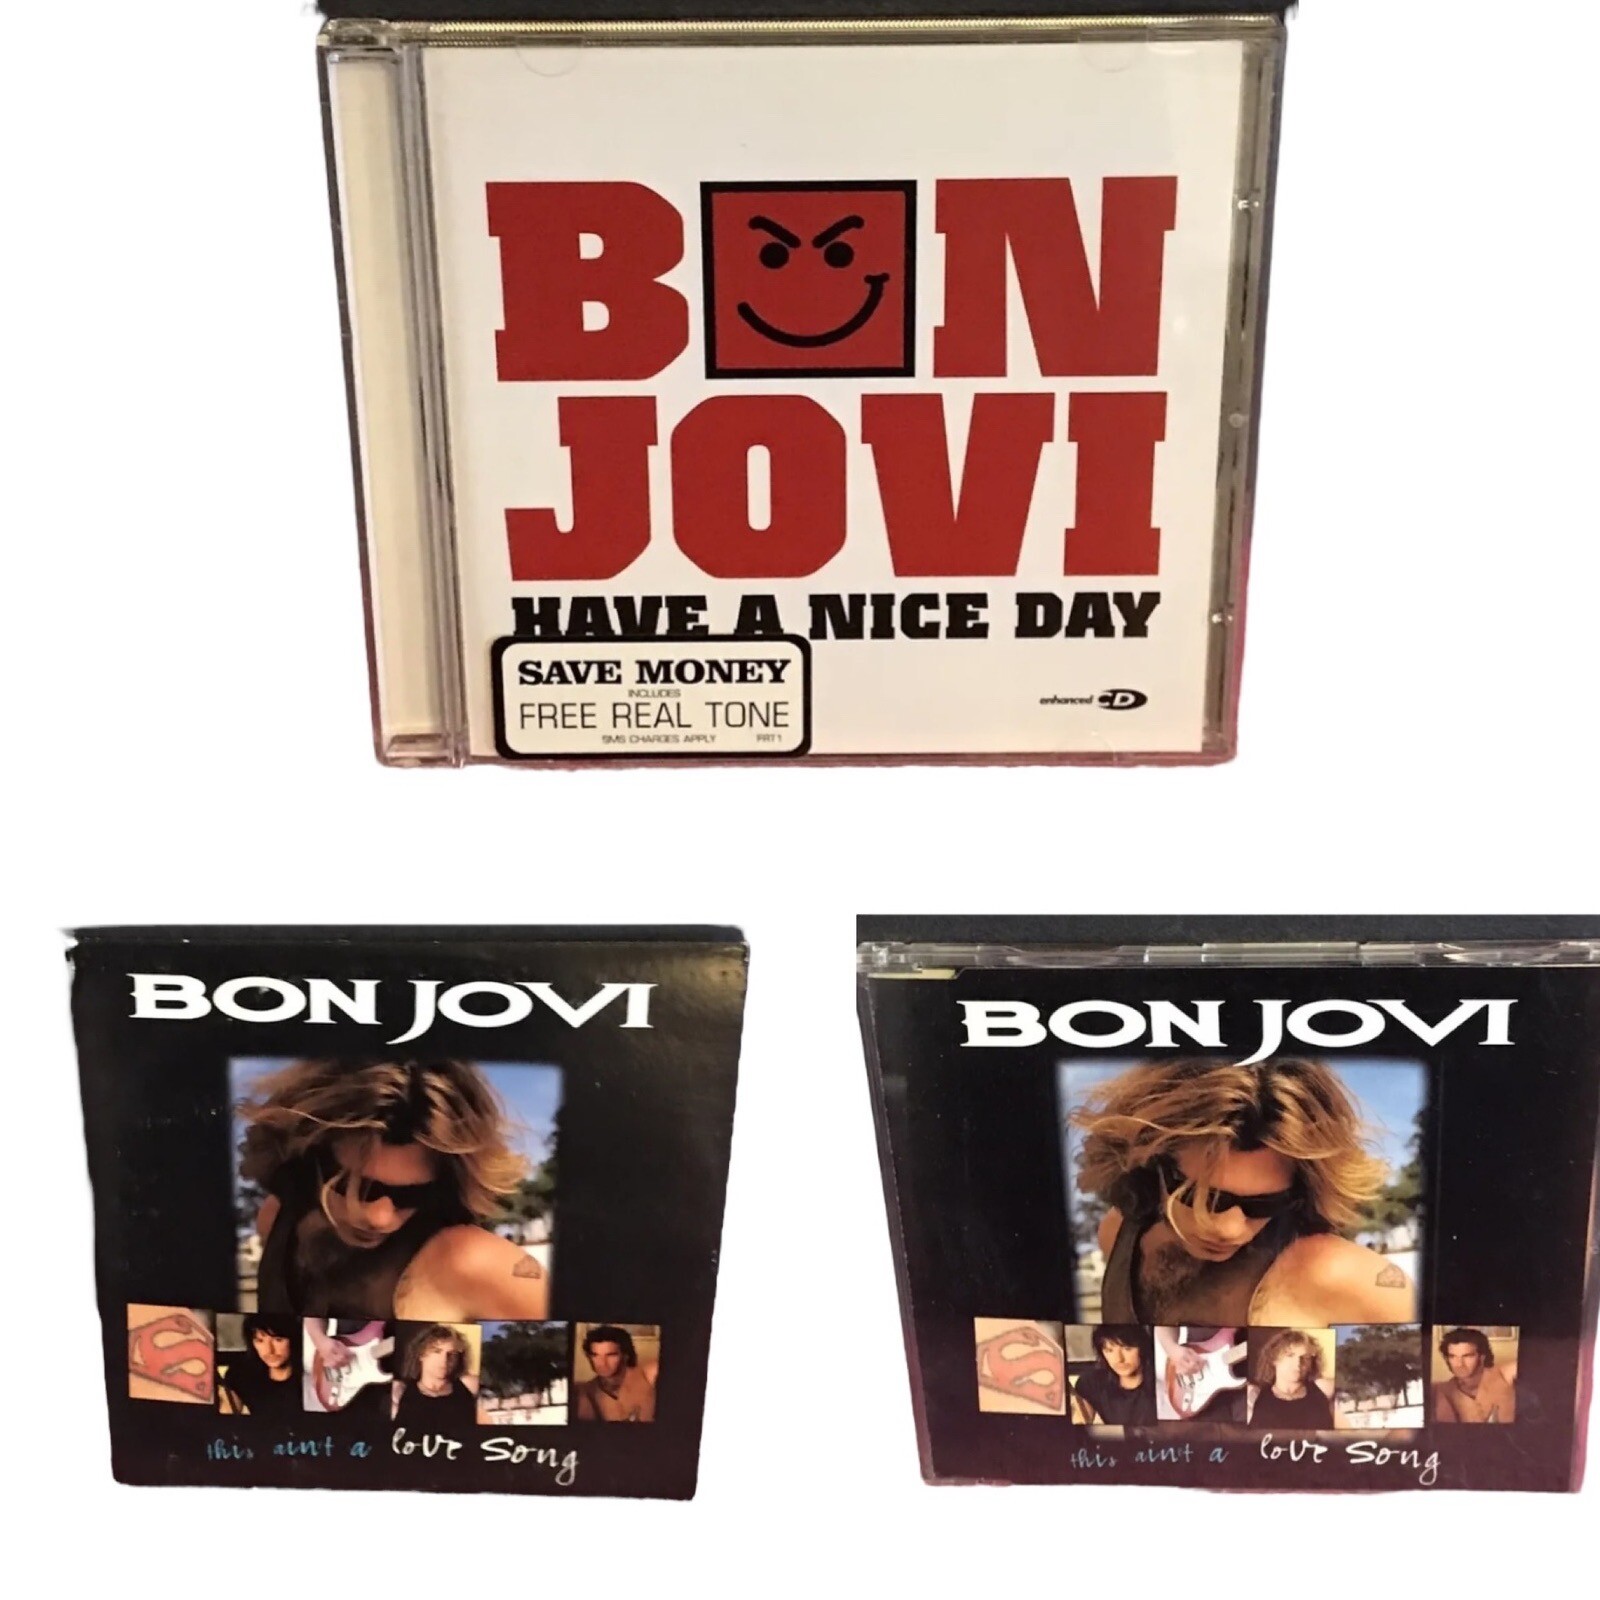 BON
JOVI
HAVE A NICE DAY
SAVE MONEY
INCLUDES
FREE REAL TONE
SMS CHARGES APPLY FRT1
enhanced CD
BON JOVI
this ain't a love song
BON JOVI
this ain't a love song